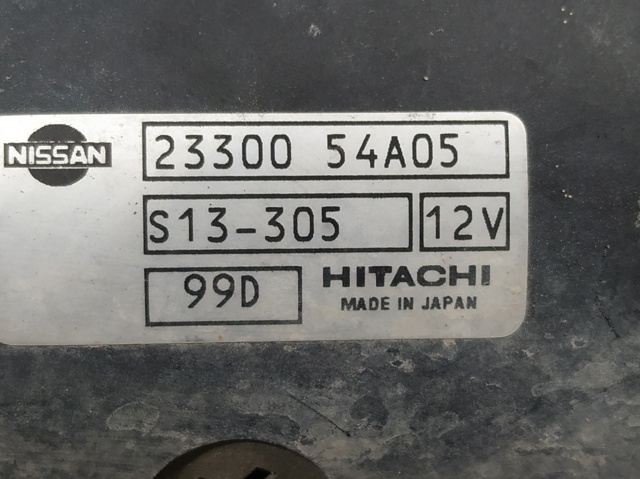 NISSAN
23300 54A05
S13-305 12V
99D HITACHI
MADE IN JAPAN